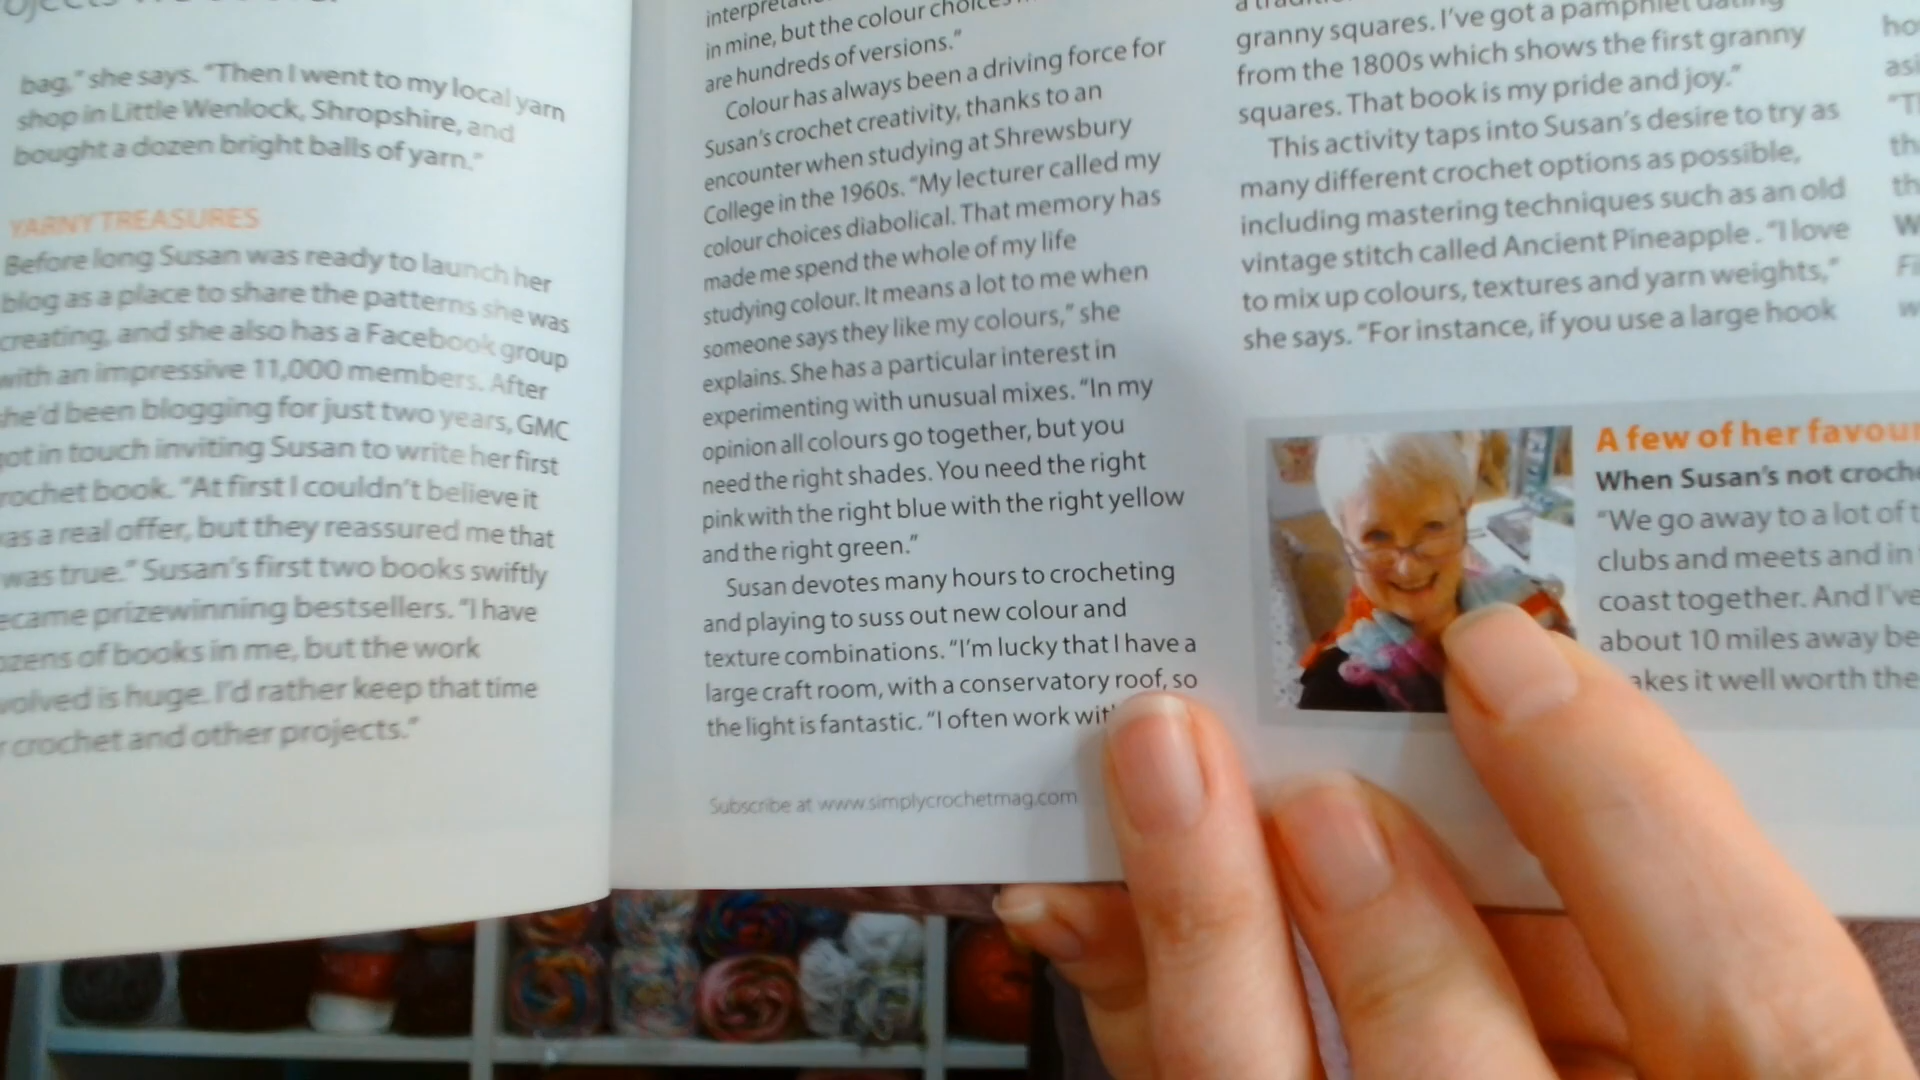 bag," she says. "Then I went to my local yarn
shop in Little Wenlock, Shropshire, and
bought a dozen bright balls of yarn."
YARNY TREASURES
Before long Susan was ready to launch her
blog as a place to share the patterns she was
creating, and she also has a Facebook group
with an impressive 11,000 members. After
she'd been blogging for just two years, GMC
got in touch inviting Susan to write her first
crochet book. "At first I couldn't believe it
was a real offer, but they reassured me that
was true." Susan's first two books swiftly
became prizewinning bestsellers. "I have
dozens of books in me, but the work
involved is huge. I'd rather keep that time
crochet and other projects."
in mine, but the colour choices
are hundreds of versions."
Colour has always been a driving force for
Susan's crochet creativity, thanks to an
encounter when studying at Shrewsbury
College in the 1960s. "My lecturer called my
colour choices diabolical. That memory has
made me spend the whole of my life
studying colour. It means a lot to me when
someone says they like my colours," she
explains. She has a particular interest in
experimenting with unusual mixes. "In my
opinion all colours go together, but you
need the right shades. You need the right
pink with the right blue with the right yellow
and the right green."
Susan devotes many hours to crocheting
and playing to suss out new colour and
texture combinations. "I'm lucky that I have a
large craft room, with a conservatory roof, so
the light is fantastic. "I often work
Subscribe at www.simplycrochetmag.com
granny squares. I've got a pamphlet dating
from the 1800s which shows the first granny
squares. That book is my pride and joy."
This activity taps into Susan's desire to try as
many different crochet options as possible,
including mastering techniques such as an old
vintage stitch called Ancient Pineapple. "I love
to mix up colours, textures and yarn weights,"
she says. "For instance, if you use a large hook
A few of her
When Susan's not
"We go away to a lot of
clubs and meets and in
coast together. And I've
about 10 miles away
it well worth the